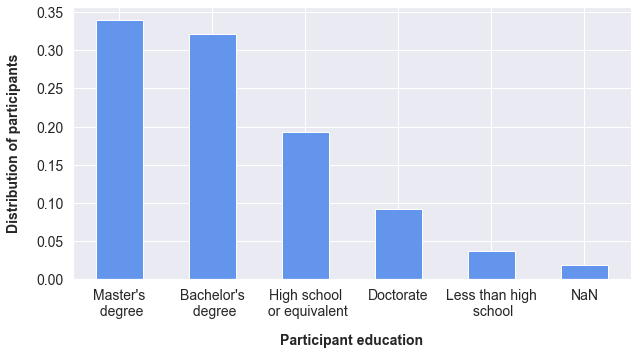 Distribution of participants
0.35
0.30
0.25
0.20
0.15
0.10
0.05
0.00
Master's
degree
Bachelor's
degree
High school
or equivalent
Doctorate
Less than high
school
NaN
Participant education